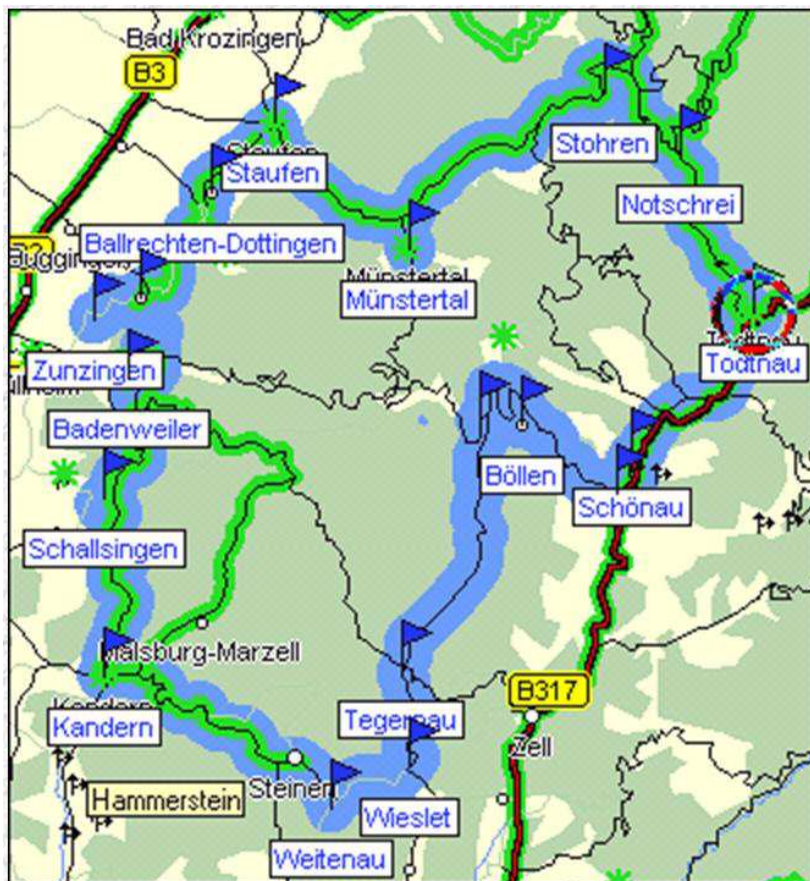 Bad Krozingen
B3
Staufen
Stohren
Notschrei
Ballrechten-Dottingen
Münstertal
Münstertal
Zunzingen
Todtnau
Badenweiler
Böllen
Schönau
Schallsingen
Malsburg-Marzell
Kandern
B317
Tegernau
Zell
Hammerstein
Steinen
Wieslet
Weitenau